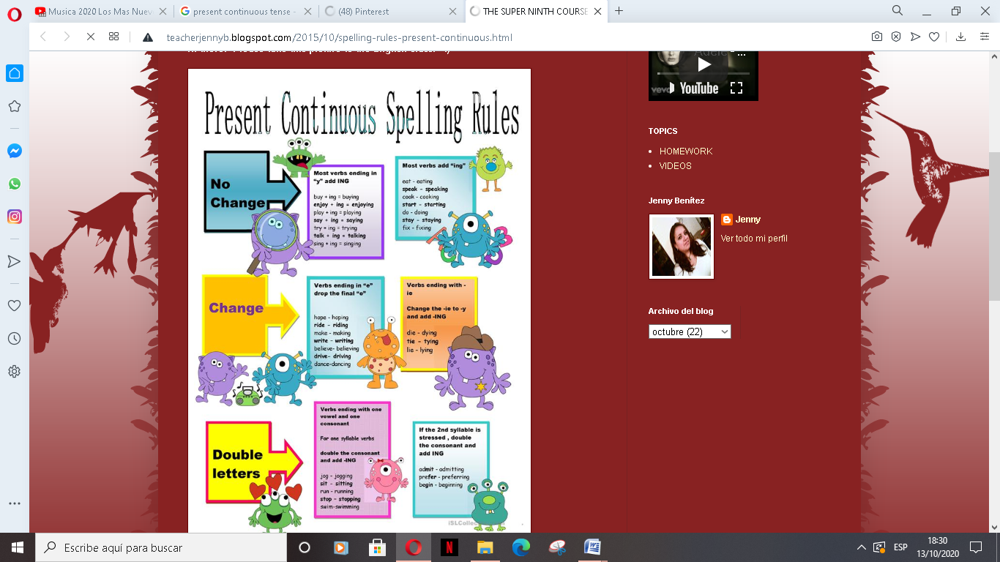 Musica 2020 Los Mas Nuev
present continuous tense -
(48) Pinterest
THE SUPER NINTH COURSE
teacherjennyb.blogspot.com/2015/10/spelling-rules-present-continuous.html
Present Continuous Spelling Rules
No
Change
Most verbs ending in
"y" add ING
buy + ing = buying
enjoy + ing = enjoying
play + ing = playing
say + ing = saying
try + ing = trying
talk + ing = talking
sing + ing = singing
Most verbs add "ing"
eat - eating
speak - speaking
cook - cooking
start - starting
do - doing
stay - staying
fix - fixing
Change
Verbs ending in "e"
drop the final "e"
hope - hoping
ride - riding
make - making
write - writing
believe- believing
drive- driving
dance-dancing
Verbs ending with -
ie
Change the -ie to -y
and add -ING
die - dying
tie - tying
lie - lying
Double
letters
Verbs ending with one
vowel and one
consonant
For one syllable verbs
double the consonant
and add -ING
jog - jogging
sit - sitting
run - running
stop - stopping
swim-swimming
If the 2nd syllable is
stressed , double
the consonant and
add ING
admit - admitting
prefer - preferring
begin - beginning
iSLCollec
Adele
vevo
YouTube
TOPICS
HOMEWORK
VIDEOS
Jenny Benítez
Jenny
Ver todo mi perfil
Archivo del blog
octubre (22)
Escribe aquí para buscar
ESP
18:30
13/10/2020